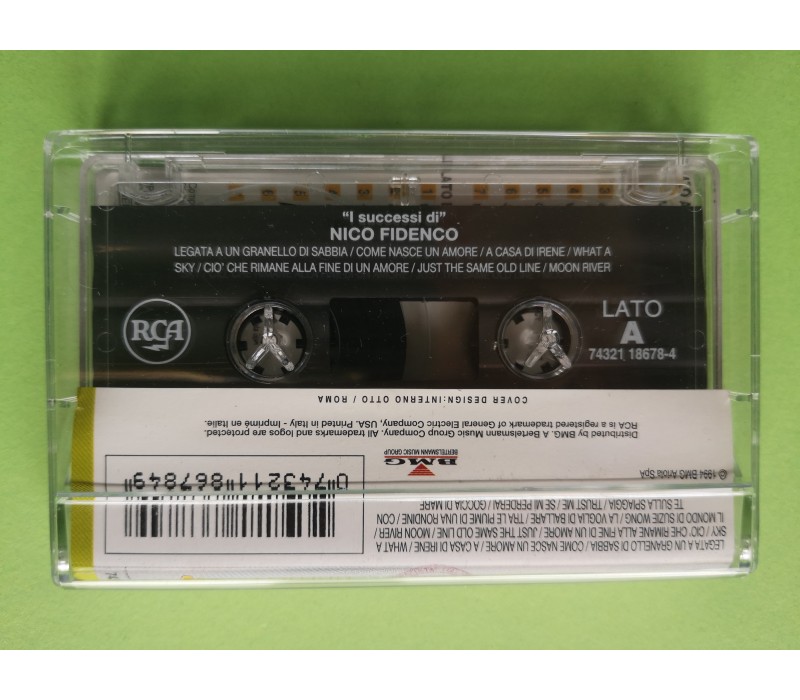 "I successi di"
NICO FIDENCO
LEGATA A UN GRANELLO DI SABBIA / COME NASCE UN AMORE / A CASA DI IRENE / WHAT A
SKY / CIO' CHE RIMANE ALLA FINE DI UN AMORE / JUST THE SAME OLD LINE / MOON RIVER
RCA
LATO
A
74321 18678-4
LEGATA A UN GRANELLO DI SABBIA / COME NASCE UN AMORE / A CASA DI IRENE / WHAT A
SKY / CIO' CHE RIMANE ALLA FINE DI UN AMORE / JUST THE SAME OLD LINE / MOON RIVER /
IL MONDO DI SUZIE WONG / LA VOGLIA DI BALLARE / TRA LE PIUME DI UNA RONDINE / CON
TE SULLA SPIAGGIA / TRUST ME / SE MI PERDERAI / GOCCIA DI MARE
0"743211"867849"
© 1994 BMG Ariola SpA
BMG
BERTELSMANN MUSIC GROUP
Distributed by BMG. A Bertelsmann Music Group Company. All trademarks and logos are protected.
RCA is a registered trademark of General Electric Company, USA. Printed in Italy - Imprimé en Italie.
COVER DESIGN: INTERNO OTTO / ROMA